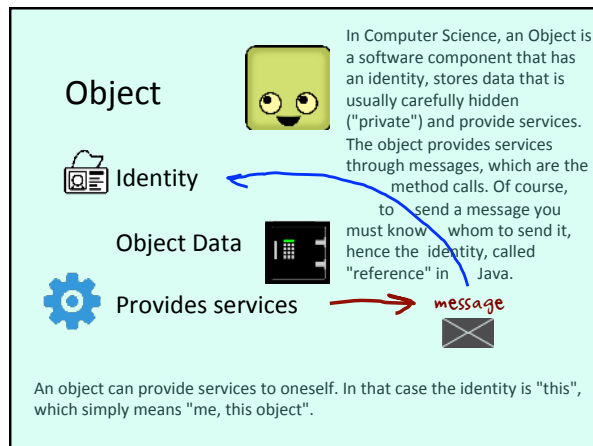 Object
Identity
Object Data
Provides services
In Computer Science, an Object is
a software component that has
an identity, stores data that is
usually carefully hidden
("private") and provide services.
The object provides services
through messages, which are the
method calls. Of course,
to send a message you
must know whom to send it,
hence the identity, called
"reference" in Java.
message
An object can provide services to oneself. In that case the identity is "this",
which simply means "me, this object".